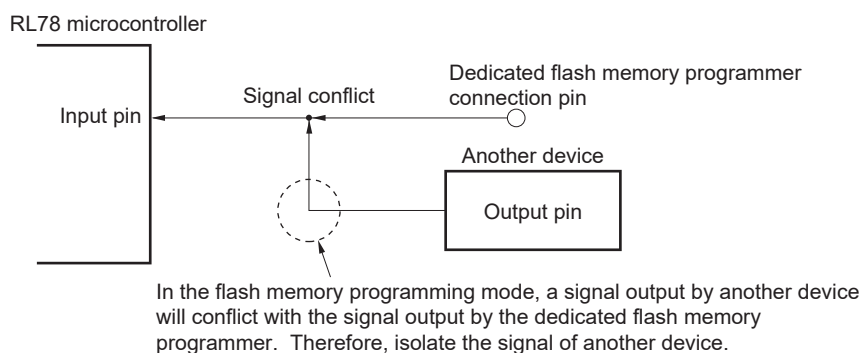 RL78 microcontroller
Input pin
Signal conflict
Dedicated flash memory programmer
connection pin
Another device
Output pin
In the flash memory programming mode, a signal output by another device
will conflict with the signal output by the dedicated flash memory
programmer.  Therefore, isolate the signal of another device.